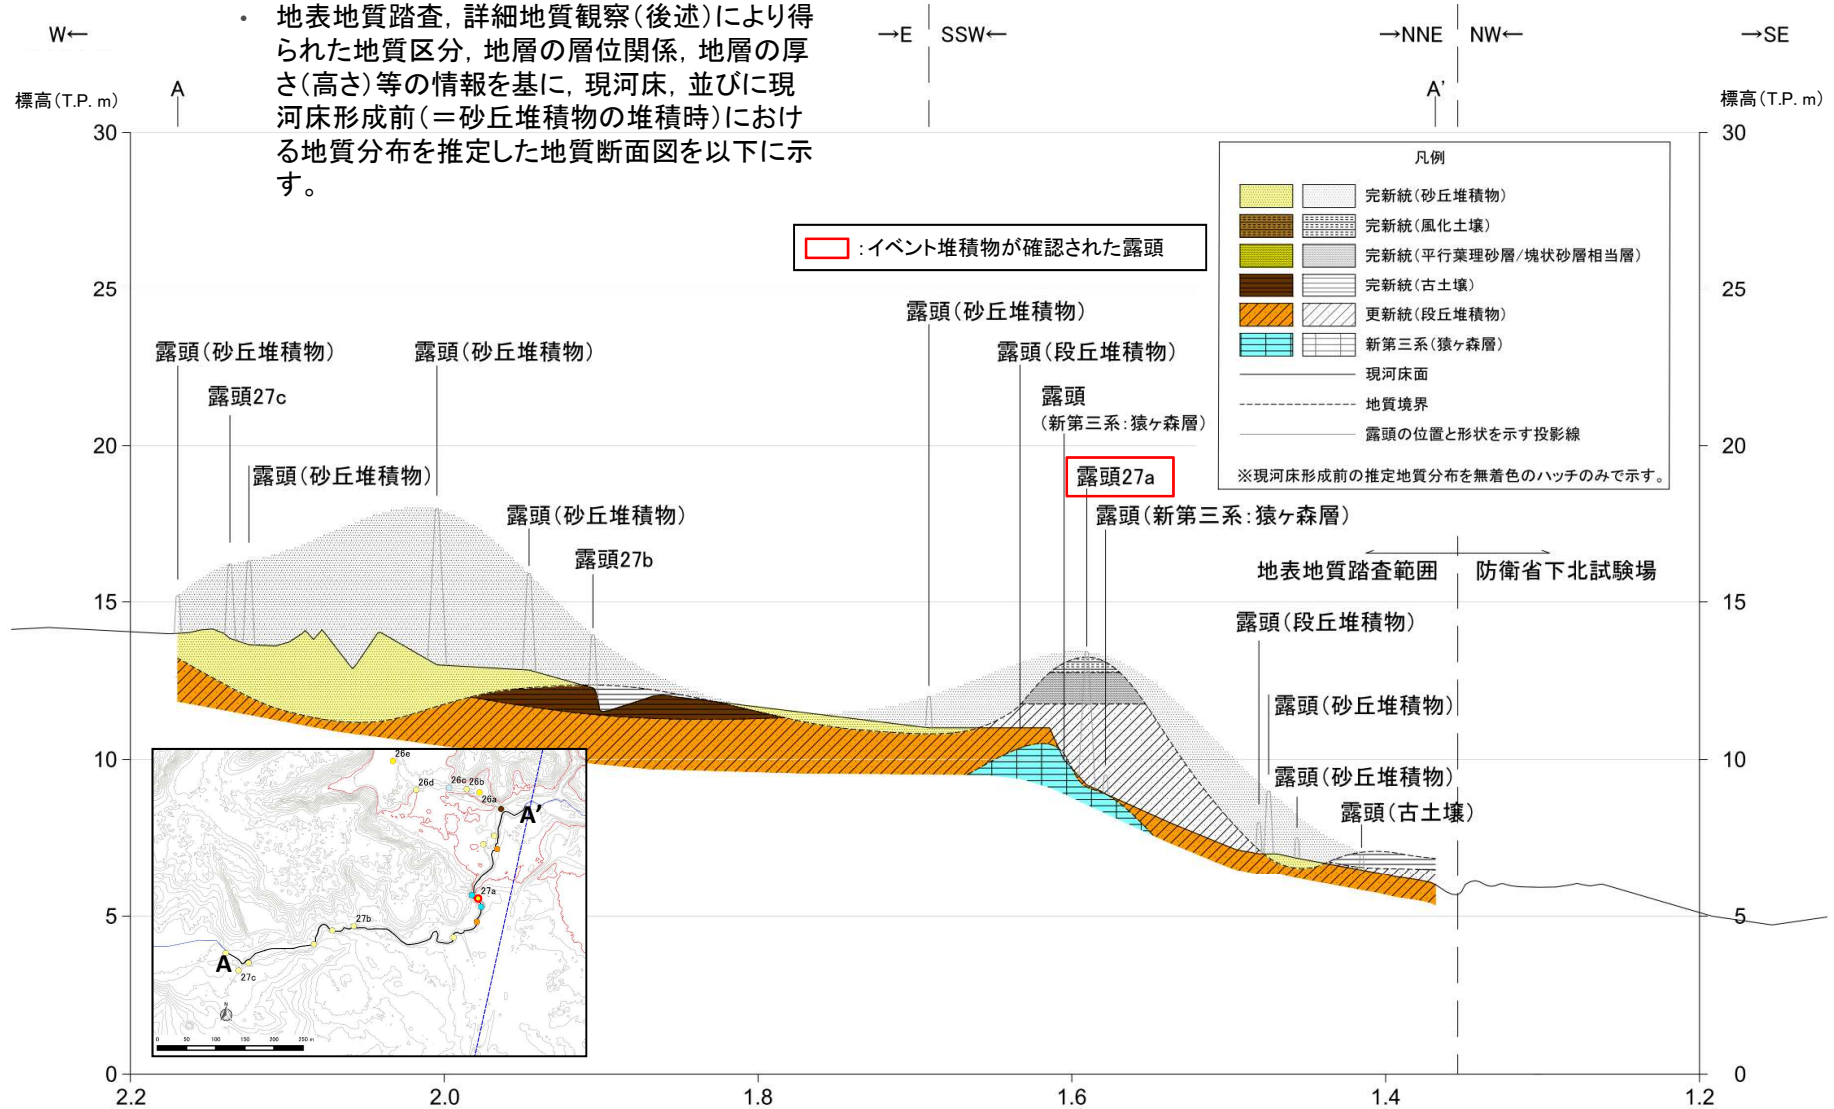 ・ 地表地質踏査，詳細地質観察（後述）により得
られた地質区分，地層の層位関係，地層の厚
さ（高さ）等の情報を基に，現河床，並びに現
河床形成前（＝砂丘堆積物の堆積時）におけ
る地質分布を推定した地質断面図を以下に示
す。
W←
→E
SSW←
→NNE
NW←
→SE
標高（T.P. m）
A
A'
標高（T.P. m）
30
25
20
15
10
5
0
30
25
20
15
10
5
0
凡例
完新統（砂丘堆積物）
完新統（風化土壌）
完新統（平行葉理砂層/塊状砂層相当層）
完新統（古土壌）
更新統（段丘堆積物）
新第三系（猿ヶ森層）
現河床面
地質境界
露頭の位置と形状を示す投影線
※現河床形成前の推定地質分布を無着色のハッチのみで示す。
：イベント堆積物が確認された露頭
露頭（砂丘堆積物）
露頭27c
露頭（砂丘堆積物）
露頭（砂丘堆積物）
露頭（砂丘堆積物）
露頭27b
露頭（砂丘堆積物）
露頭（段丘堆積物）
露頭
（新第三系：猿ヶ森層）
露頭27a
露頭（新第三系：猿ヶ森層）
地表地質踏査範囲
防衛省下北試験場
露頭（段丘堆積物）
露頭（砂丘堆積物）
露頭（砂丘堆積物）
露頭（古土壌）
26e
26d
26c
26b
26a
A'
27a
27b
A
27c
N
0 50 100 150 200 250 m
2.2
2.0
1.8
1.6
1.4
1.2